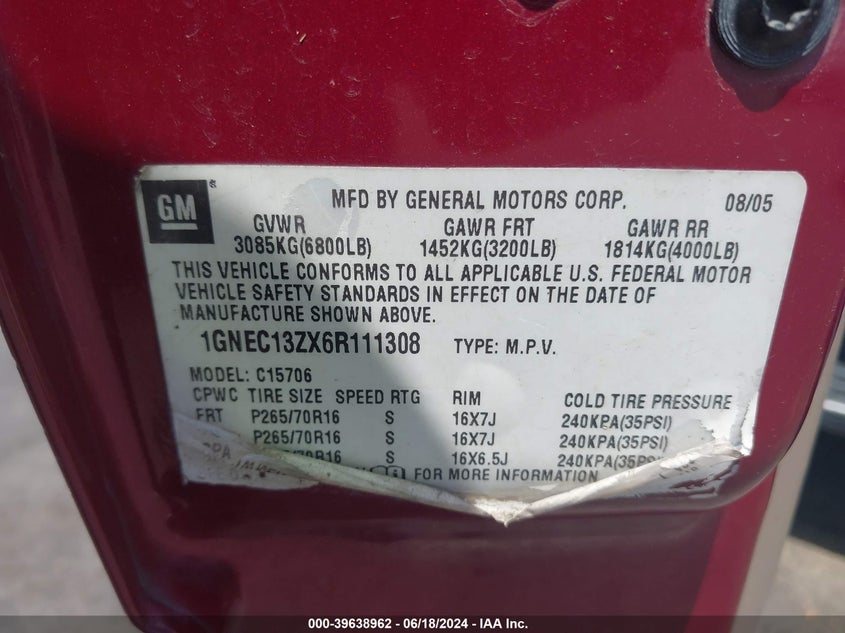 GM
MFD BY GENERAL MOTORS CORP. 08/05
GVWR GAWR FRT GAWR RR
3085KG(6800LB) 1452KG(3200LB) 1814KG(4000LB)
THIS VEHICLE CONFORMS TO ALL APPLICABLE U.S. FEDERAL MOTOR
VEHICLE SAFETY STANDARDS IN EFFECT ON THE DATE OF
MANUFACTURE SHOWN ABOVE.
1GNEC13ZX6R111308 TYPE: M.P.V.
MODEL: C15706
CPWC TIRE SIZE SPEED RTG RIM COLD TIRE PRESSURE
FRT P265/70R16 S 16X7J 240KPA(35PSI)
P265/70R16 S 16X7J 240KPA(35PSI)
70R16 S 16X6.5J 240KPA(35PSI)
FOR MORE INFORMATION
000-39638962 - 06/18/2024 - IAA Inc.